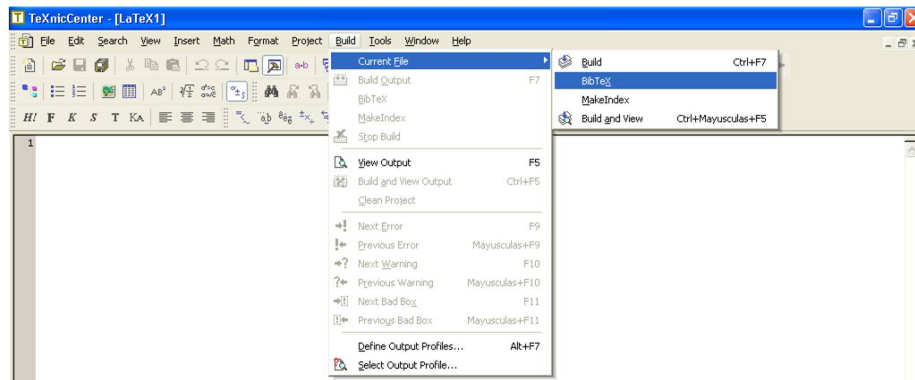 TeXnicCenter - [LaTeX1]
File Edit Search View Insert Math Format Project Build Tools Window Help
Current File
Build Output F7
BibTeX
MakeIndex
Stop Build
View Output F5
Build and View Output Ctrl+F5
Clean Project
Next Error F9
Previous Error Mayusculas+F9
Next Warning F10
Previous Warning Mayusculas+F10
Next Bad Box F11
Previous Bad Box Mayusculas+F11
Define Output Profiles... Alt+F7
Select Output Profile...
Build Ctrl+F7
BibTeX
MakeIndex
Build and View Ctrl+Mayusculas+F5
H! F K S T KA
1